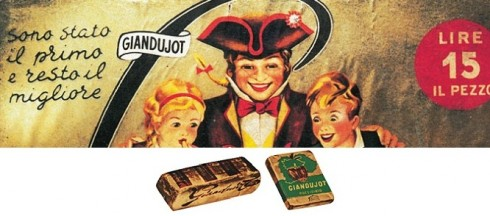 Sono stato
il primo
e resto il
migliore
GIANDUJOT
LIRE
15
IL PEZZO
GIANDUJOT